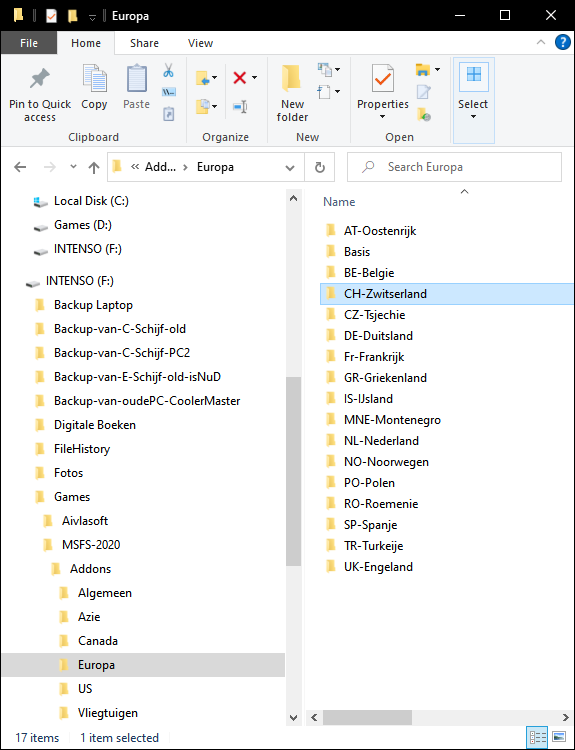 Europa
File Home Share View
Pin to Quick access
Copy
Paste
New folder
Properties
Select
Clipboard Organize New Open
« Add... > Europa
Search Europa
Local Disk (C:)
Games (D:)
INTENSO (F:)
INTENSO (F:)
Backup Laptop
Backup-van-C-Schijf-old
Backup-van-C-Schijf-PC2
Backup-van-E-Schijf-old-isNuD
Backup-van-oudePC-CoolerMaster
Digitale Boeken
FileHistory
Fotos
Games
Aivlasoft
MSFS-2020
Addons
Algemeen
Azie
Canada
Europa
US
Vliegtuigen
Name
AT-Oostenrijk
Basis
BE-Belgie
CH-Zwitserland
CZ-Tsjechie
DE-Duitsland
Fr-Frankrijk
GR-Griekenland
IS-IJsland
MNE-Montenegro
NL-Nederland
NO-Noorwegen
PO-Polen
RO-Roemenie
SP-Spanje
TR-Turkeije
UK-Engeland
17 items 1 item selected